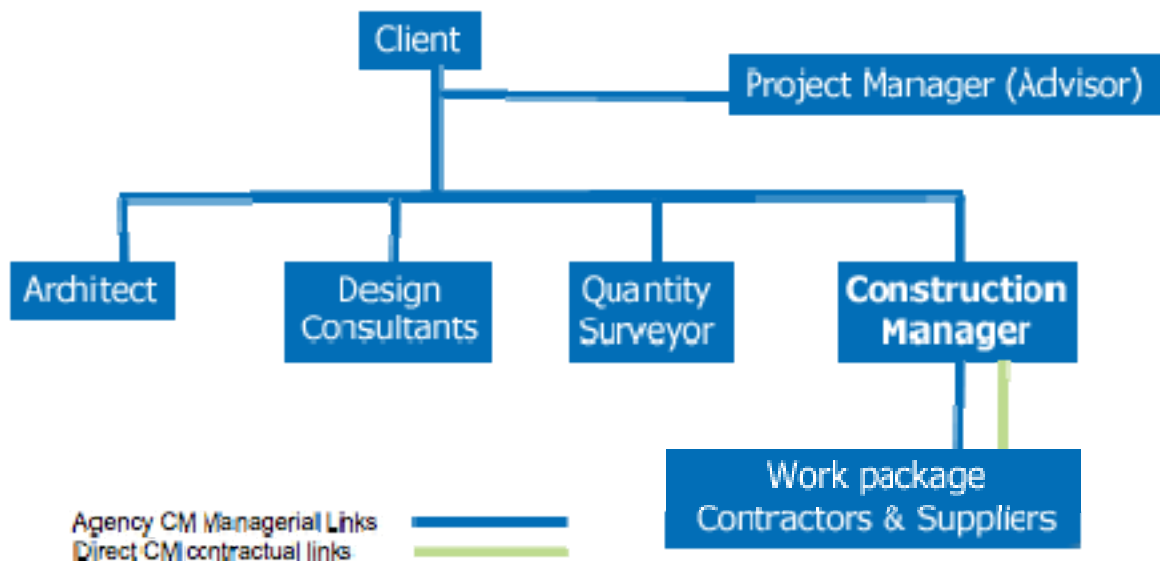 Client
Project Manager (Advisor)
Architect
Design
Consultants
Quantity
Surveyor
Construction
Manager
Work package
Contractors & Suppliers
Agency CM Managerial Links
Direct CM contractual links